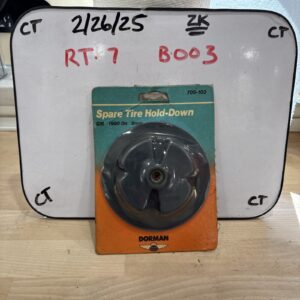 CT 2/26/25 ZK CT
RT-7 B003
700-102
Spare Tire Hold-Down
DORMAN
CT CT